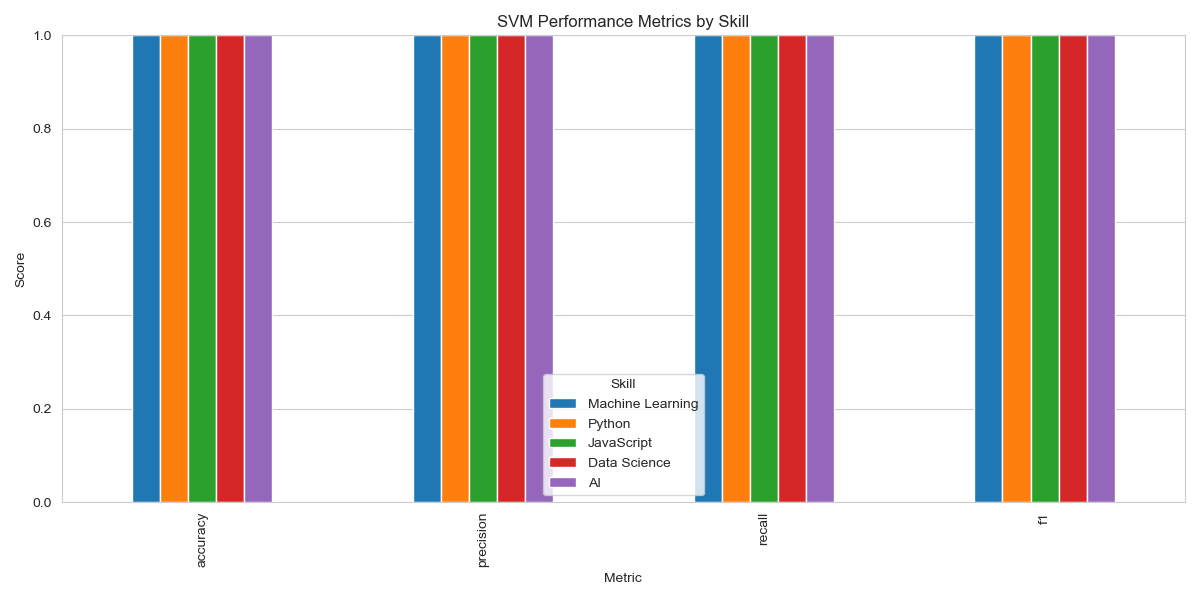 SVM Performance Metrics by Skill
1.0
0.8
0.6
0.4
0.2
0.0
Score
Skill
Machine Learning
Python
JavaScript
Data Science
AI
accuracy
precision
recall
f1
Metric